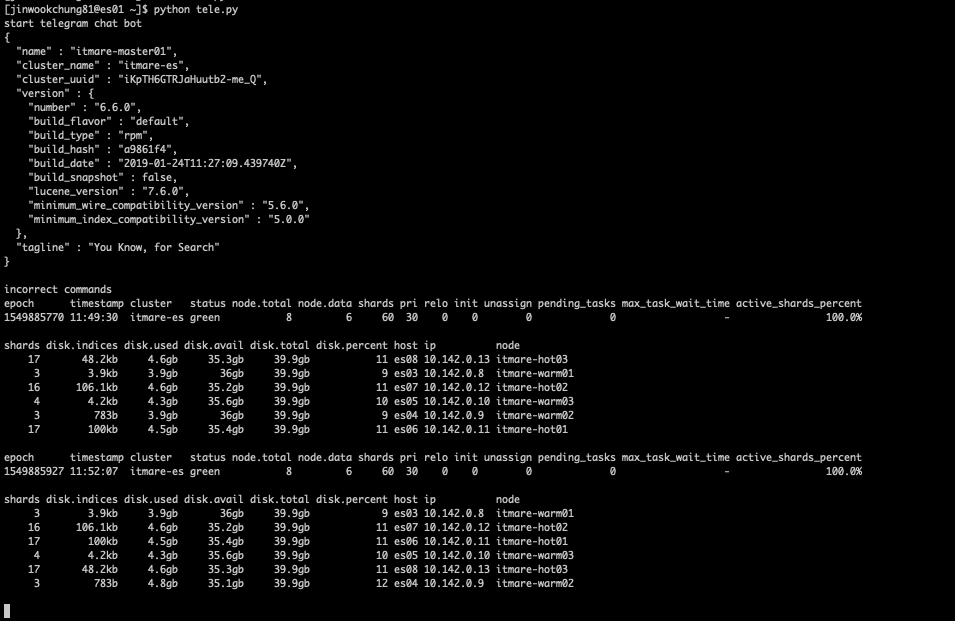 [jinwookchung81@es01 ~]$ python tele.py
start telegram chat bot
{
  "name" : "itmare-master01",
  "cluster_name" : "itmare-es",
  "cluster_uuid" : "iKpTH6GTRJaHuutb2-me_Q",
  "version" : {
    "number" : "6.6.0",
    "build_flavor" : "default",
    "build_type" : "rpm",
    "build_hash" : "a9861f4",
    "build_date" : "2019-01-24T11:27:09.439740Z",
    "build_snapshot" : false,
    "lucene_version" : "7.6.0",
    "minimum_wire_compatibility_version" : "5.6.0",
    "minimum_index_compatibility_version" : "5.0.0"
  },
  "tagline" : "You Know, for Search"
}
incorrect commands
epoch      timestamp cluster   status node.total node.data shards pri relo init unassign pending_tasks max_task_wait_time active_shards_percent
1549885770 11:49:30  itmare-es green           8         6     60  30    0    0        0             0                  -                100.0%
shards disk.indices disk.used disk.avail disk.total disk.percent host ip          node
    17       48.2kb     4.6gb     35.3gb     39.9gb           11 es08 10.142.0.13 itmare-hot03
     3        3.9kb     3.9gb       36gb     39.9gb            9 es03 10.142.0.8  itmare-warm01
    16      106.1kb     4.6gb     35.2gb     39.9gb           11 es07 10.142.0.12 itmare-hot02
     4        4.2kb     4.3gb     35.6gb     39.9gb           10 es05 10.142.0.10 itmare-warm03
     3         783b     3.9gb       36gb     39.9gb            9 es04 10.142.0.9  itmare-warm02
    17        100kb     4.5gb     35.4gb     39.9gb           11 es06 10.142.0.11 itmare-hot01
epoch      timestamp cluster   status node.total node.data shards pri relo init unassign pending_tasks max_task_wait_time active_shards_percent
1549885927 11:52:07  itmare-es green           8         6     60  30    0    0        0             0                  -                100.0%
shards disk.indices disk.used disk.avail disk.total disk.percent host ip          node
     3        3.9kb     3.9gb       36gb     39.9gb            9 es03 10.142.0.8  itmare-warm01
    16      106.1kb     4.6gb     35.2gb     39.9gb           11 es07 10.142.0.12 itmare-hot02
    17        100kb     4.5gb     35.4gb     39.9gb           11 es06 10.142.0.11 itmare-hot01
     4        4.2kb     4.3gb     35.6gb     39.9gb           10 es05 10.142.0.10 itmare-warm03
    17       48.2kb     4.6gb     35.3gb     39.9gb           11 es08 10.142.0.13 itmare-hot03
     3         783b     4.8gb     35.1gb     39.9gb           12 es04 10.142.0.9  itmare-warm02